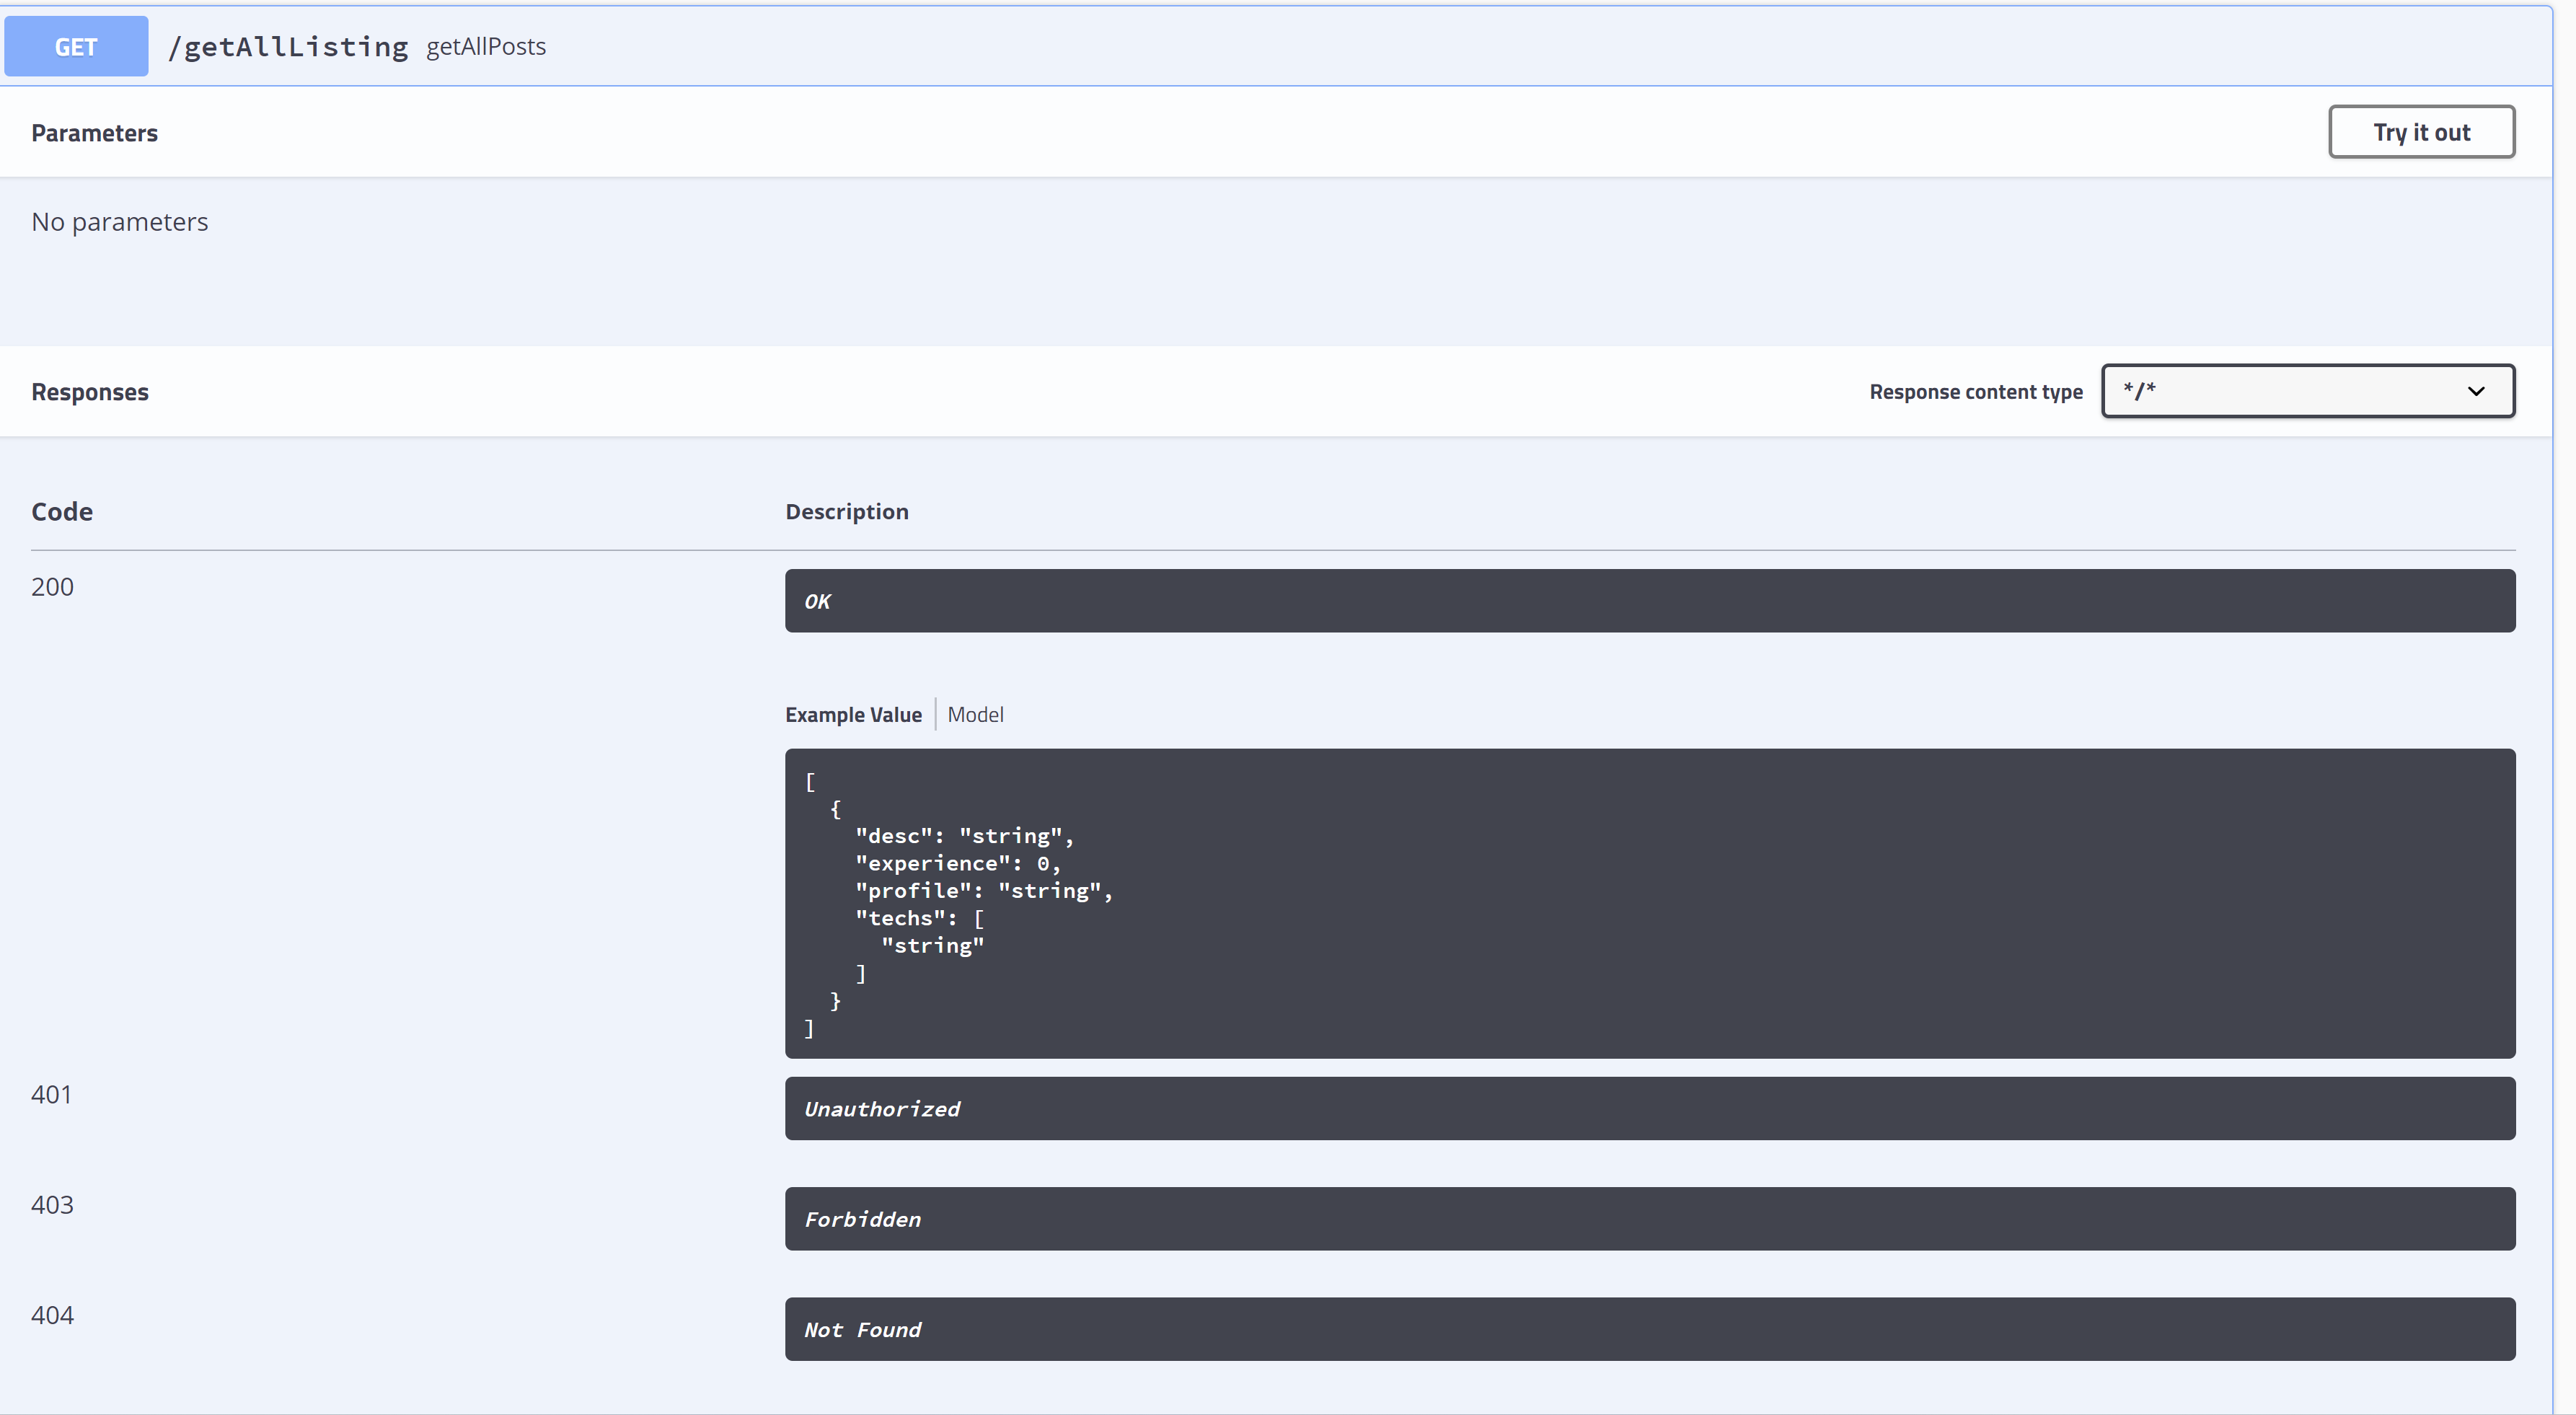 GET /getAllListing getAllPosts
Parameters
Try it out
No parameters
Responses
Response content type */*
Code Description
200
OK
Example Value Model
[
  {
    "desc": "string",
    "experience": 0,
    "profile": "string",
    "techs": [
      "string"
    ]
  }
]
401
Unauthorized
403
Forbidden
404
Not Found